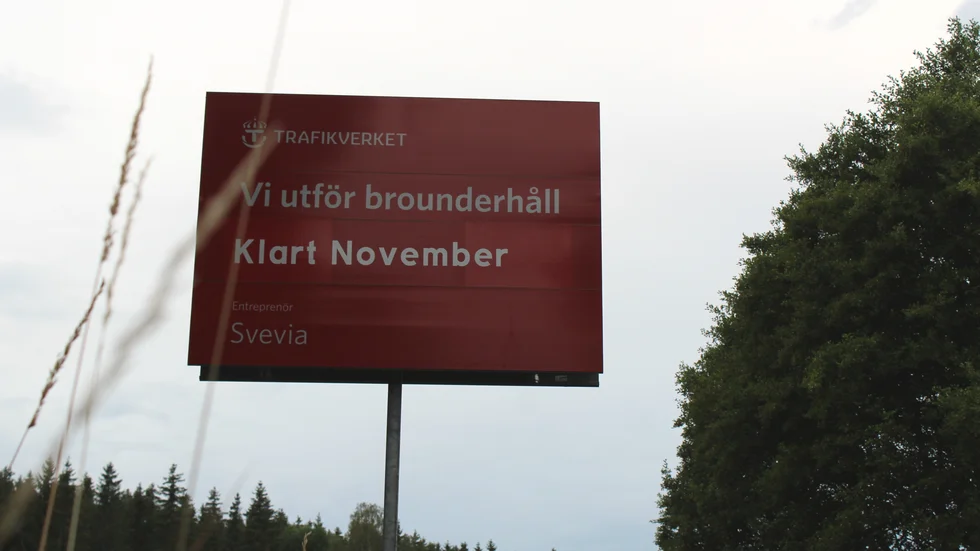 TRAFIKVERKET
Vi utför brounderhåll
Klart November
Entreprenör
Svevia